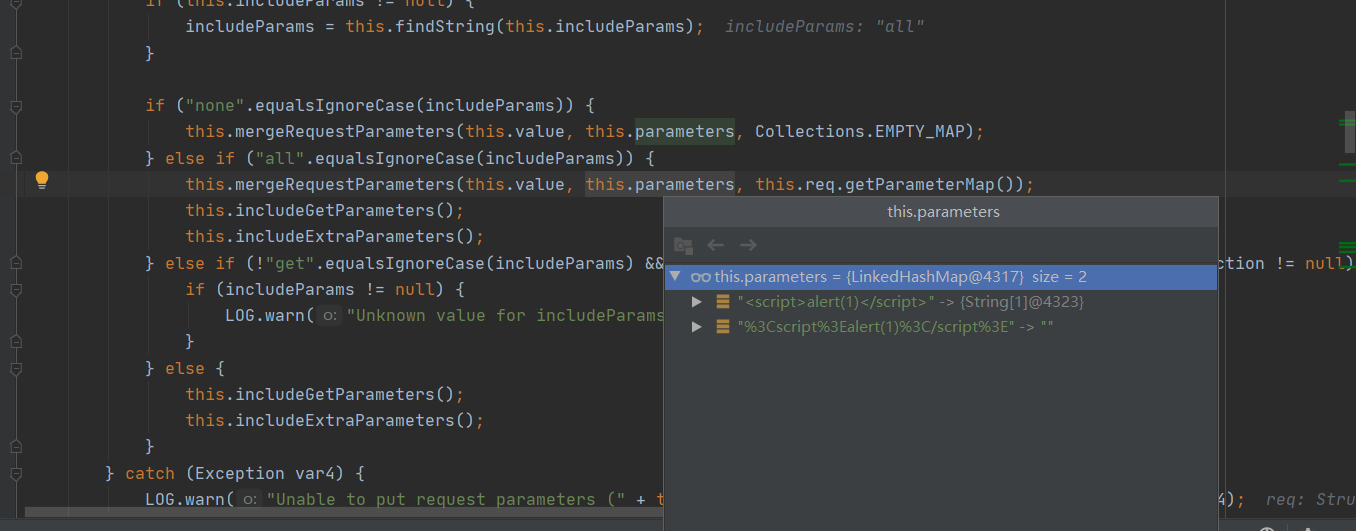 if (this.includeParams != null) {
includeParams = this.findString(this.includeParams);  includeParams: "all"
}
if ("none".equalsIgnoreCase(includeParams)) {
this.mergeRequestParameters(this.value, this.parameters, Collections.EMPTY_MAP);
} else if ("all".equalsIgnoreCase(includeParams)) {
this.mergeRequestParameters(this.value, this.parameters, this.req.getParameterMap());
this.includeGetParameters();
this.parameters
this.includeExtraParameters();
} else if (!"get".equalsIgnoreCase(includeParams) && ction != null)
this.parameters = {LinkedHashMap@4317} size = 2
if (includeParams != null) {
"<script>alert(1)</script>" -> {String[1]@4323}
LOG.warn( o: "Unknown value for includeParams
"%3Cscript%3Ealert(1)%3C/script%3E" -> ""
}
} else {
this.includeGetParameters();
this.includeExtraParameters();
}
} catch (Exception var4) {
LOG.warn( o: "Unable to put request parameters (" + t 4);  req: Stru